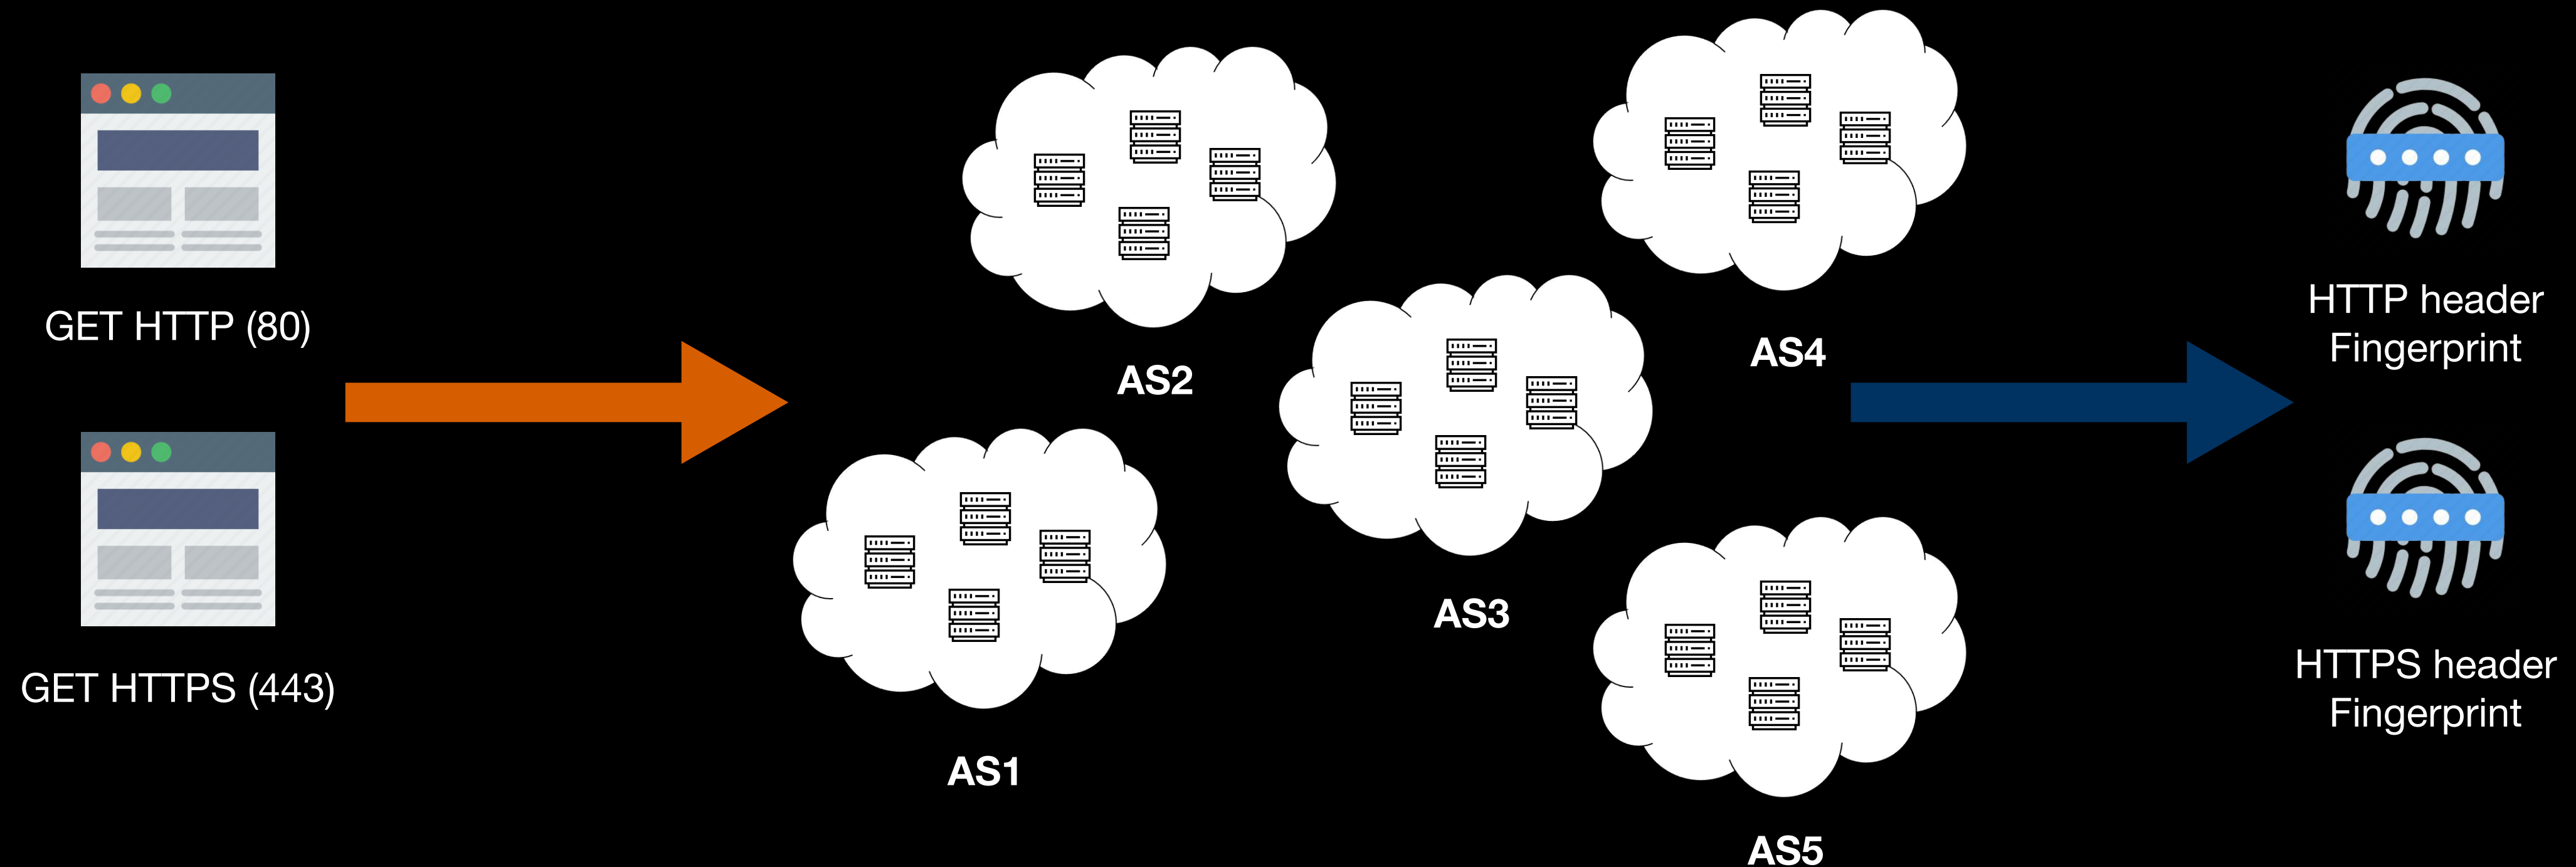 GET HTTP (80)
GET HTTPS (443)
AS2
AS1
AS3
AS4
AS5
HTTP header
Fingerprint
HTTPS header
Fingerprint